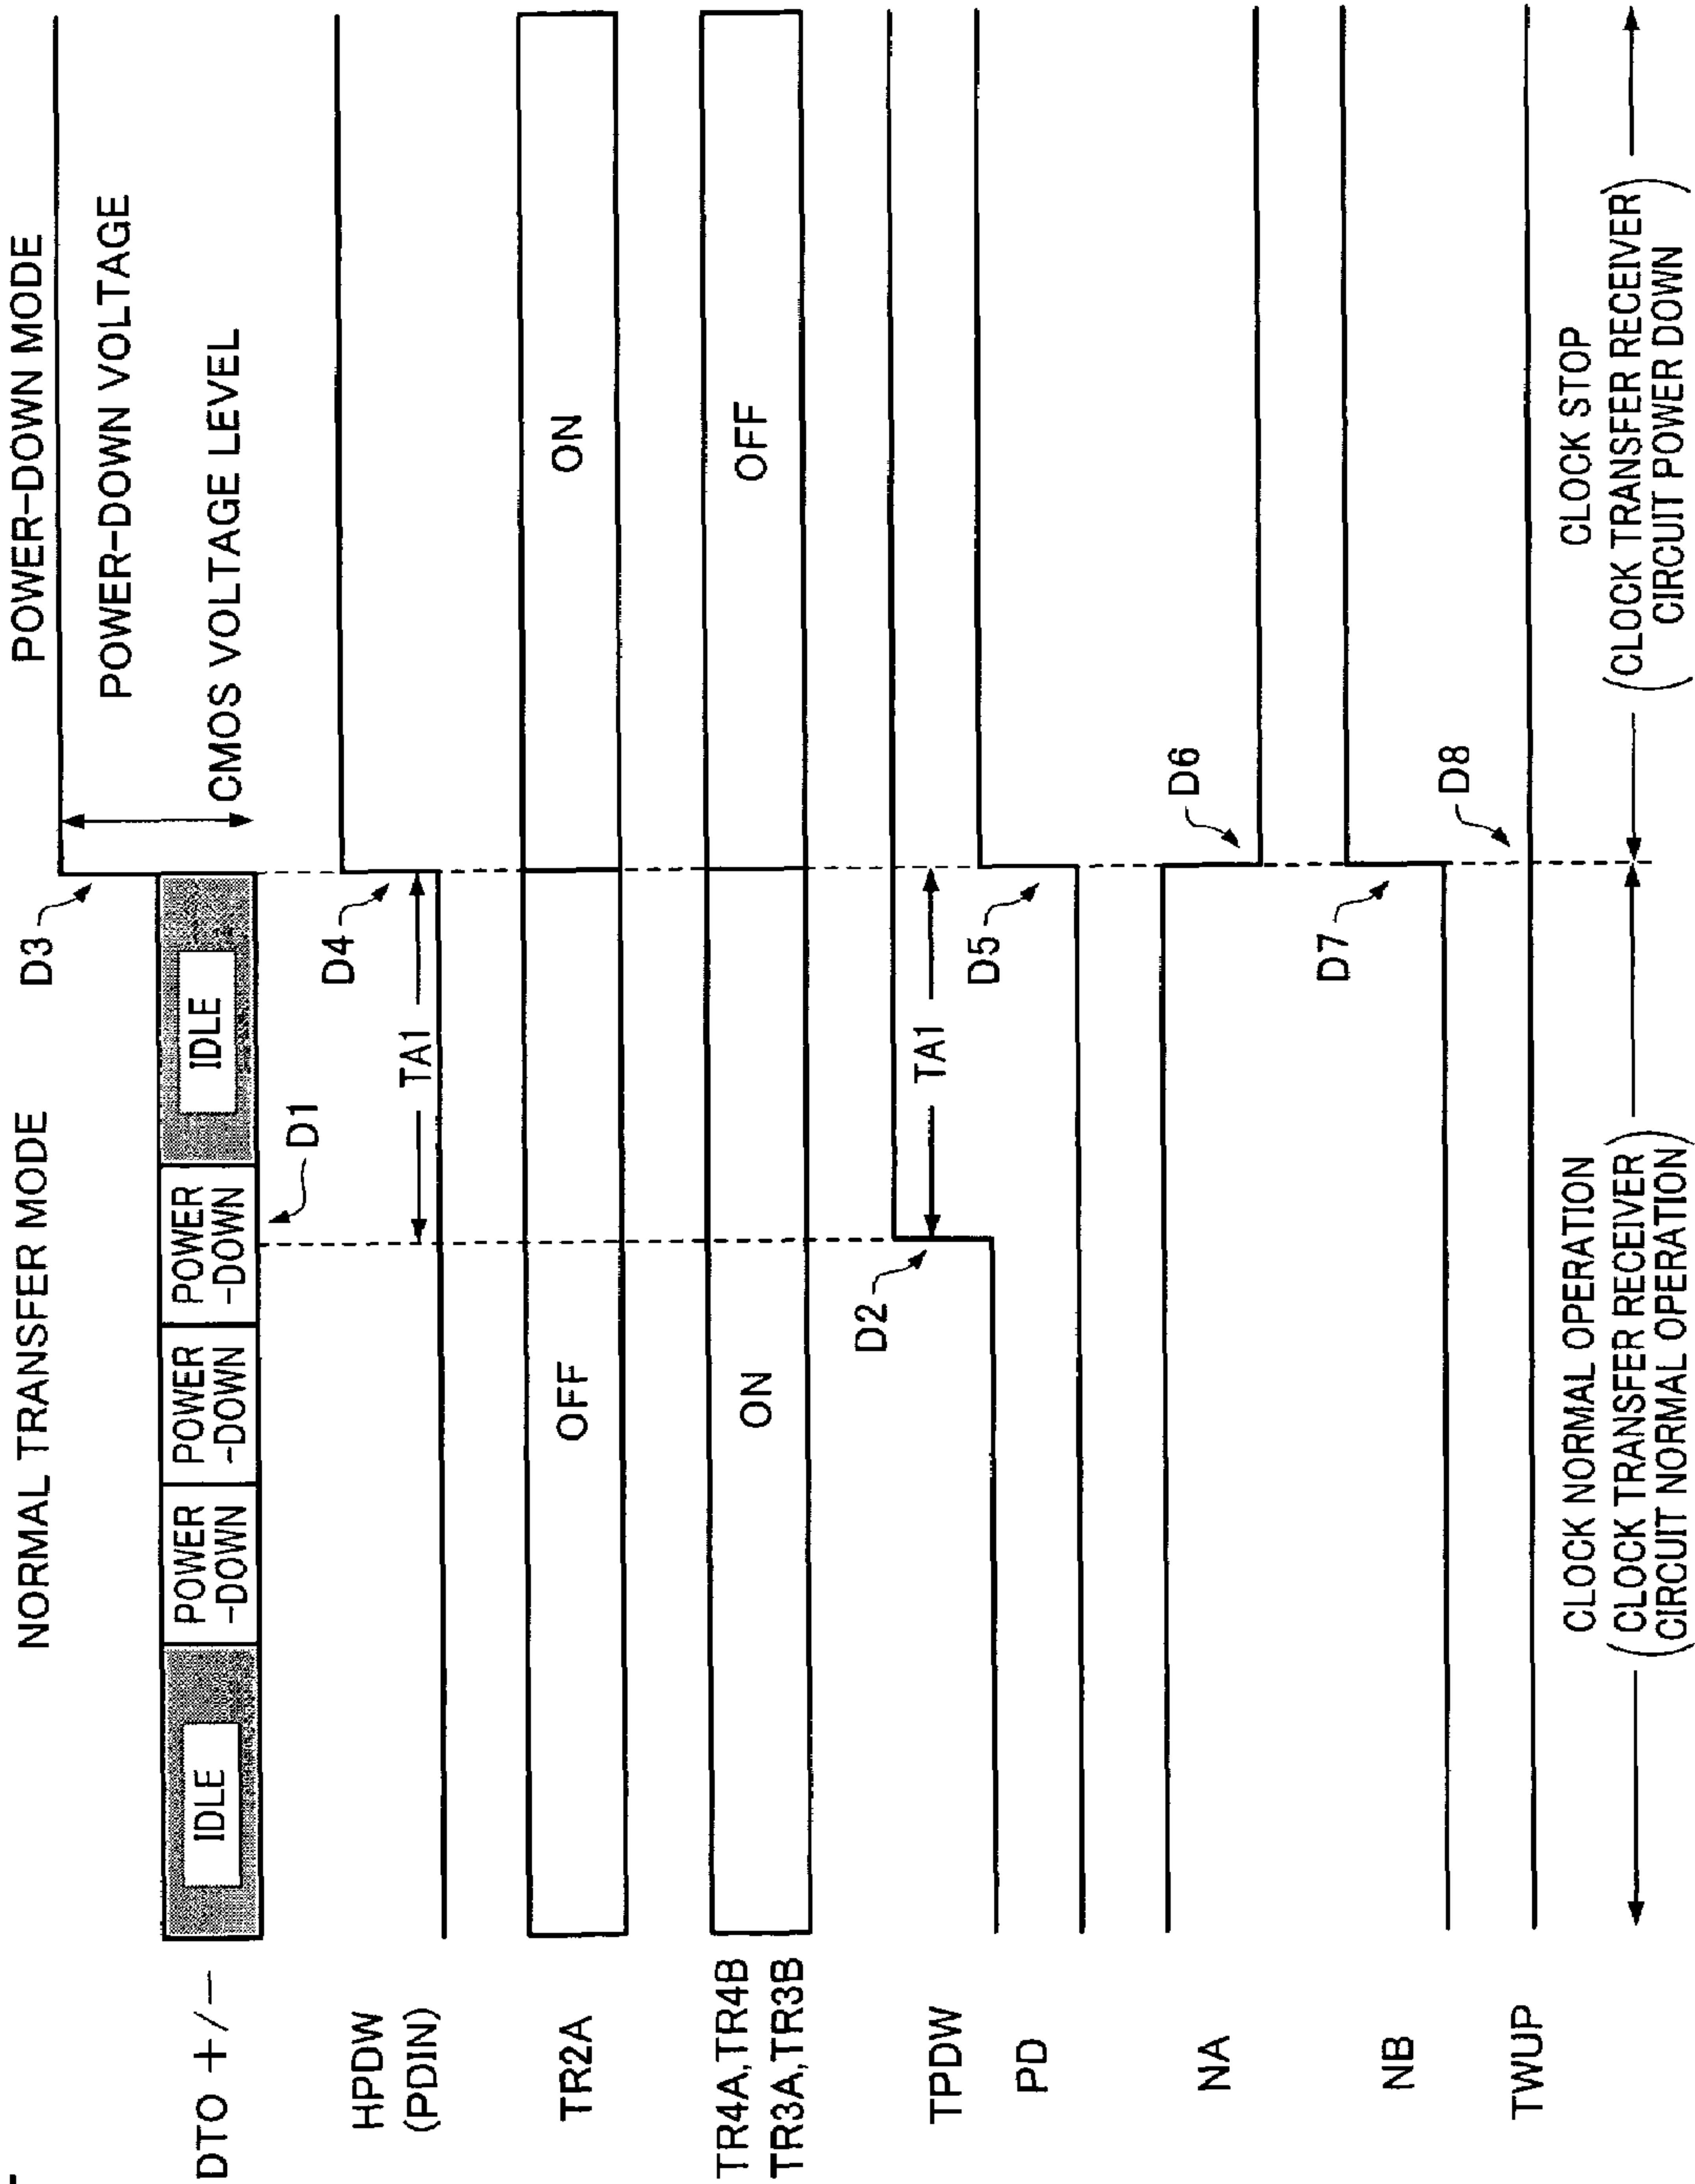 NORMAL TRANSFER MODE
POWER-DOWN MODE
D3
POWER-DOWN VOLTAGE
CMOS VOLTAGE LEVEL
DTO +/-
IDLE
POWER
-DOWN
POWER
-DOWN
POWER
-DOWN
IDLE
D1
HPDW
(PDIN)
D4
TA1
TR2A
OFF
ON
TR4A,TR4B
TR3A,TR3B
ON
OFF
TPDW
D2
TA1
PD
D5
NA
D6
NB
D7
TWUP
D8
CLOCK NORMAL OPERATION
(CLOCK TRANSFER RECEIVER
CIRCUIT NORMAL OPERATION)
CLOCK STOP
(CLOCK TRANSFER RECEIVER
CIRCUIT POWER DOWN)